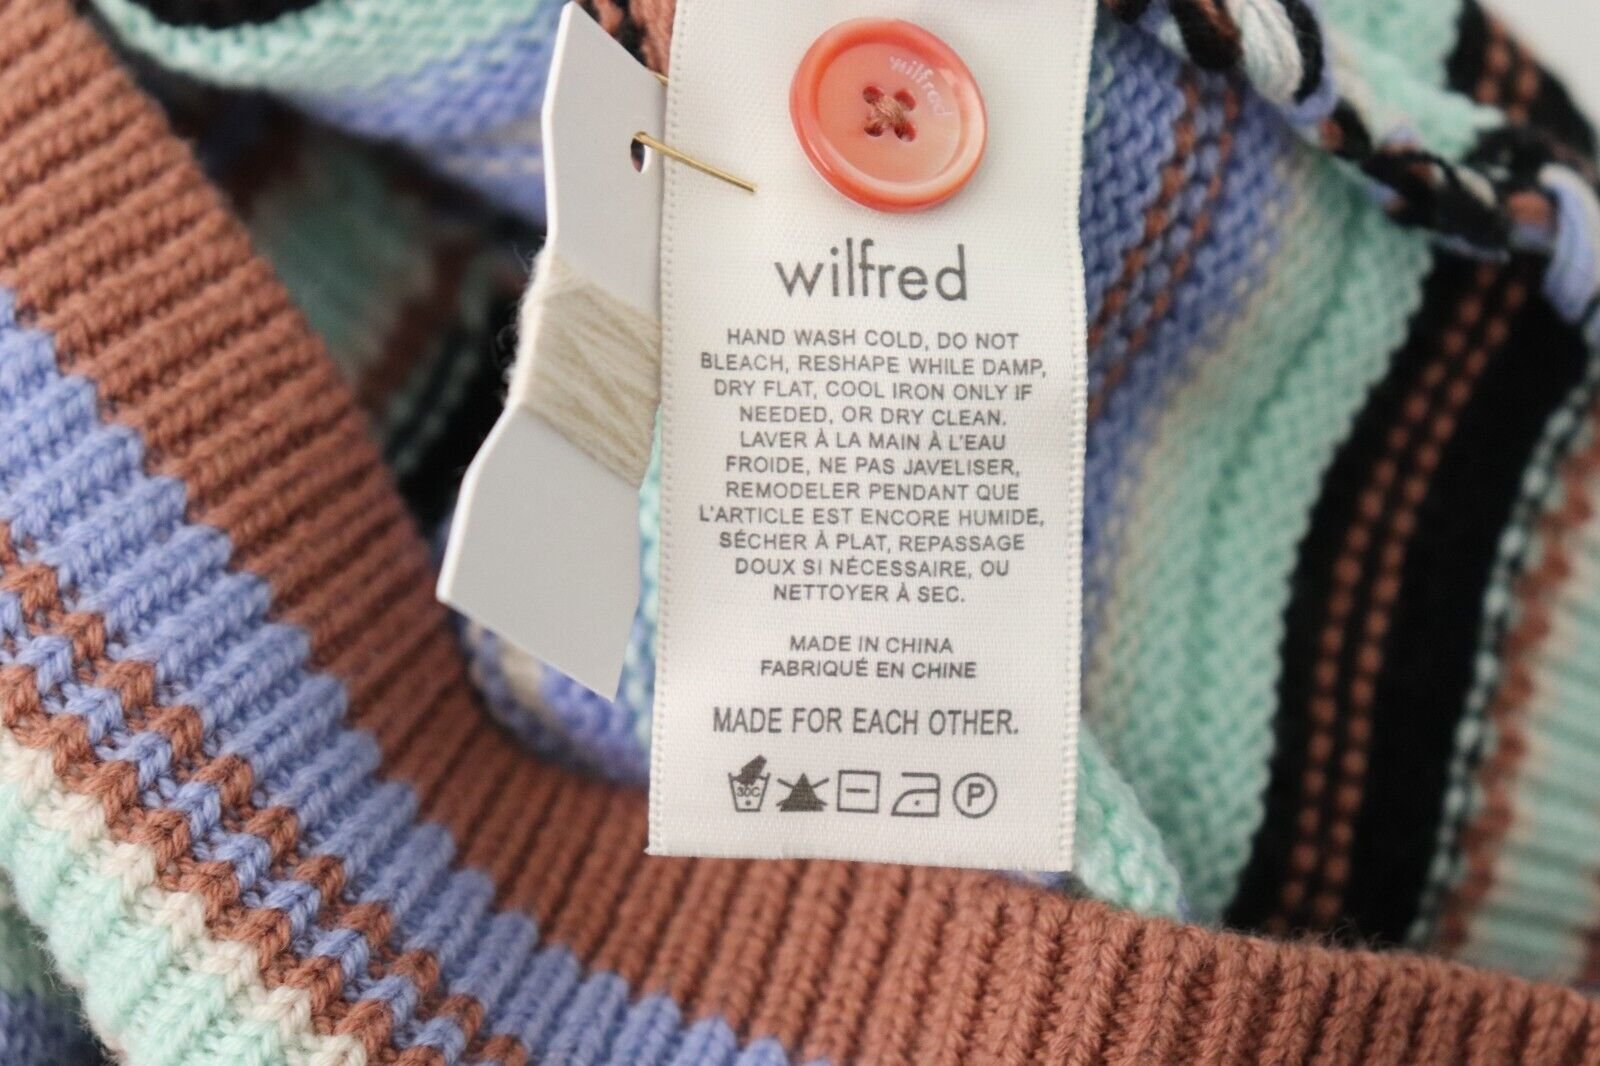 wilfred
wilfred
HAND WASH COLD, DO NOT
BLEACH, RESHAPE WHILE DAMP,
DRY FLAT, COOL IRON ONLY IF
NEEDED, OR DRY CLEAN.
LAVER À LA MAIN À L'EAU
FROIDE, NE PAS JAVELISER,
REMODELER PENDANT QUE
L'ARTICLE EST ENCORE HUMIDE,
SÉCHER À PLAT, REPASSAGE
DOUX SI NÉCESSAIRE, OU
NETTOYER À SEC.
MADE IN CHINA
FABRIQUÉ EN CHINE
MADE FOR EACH OTHER.
30C P